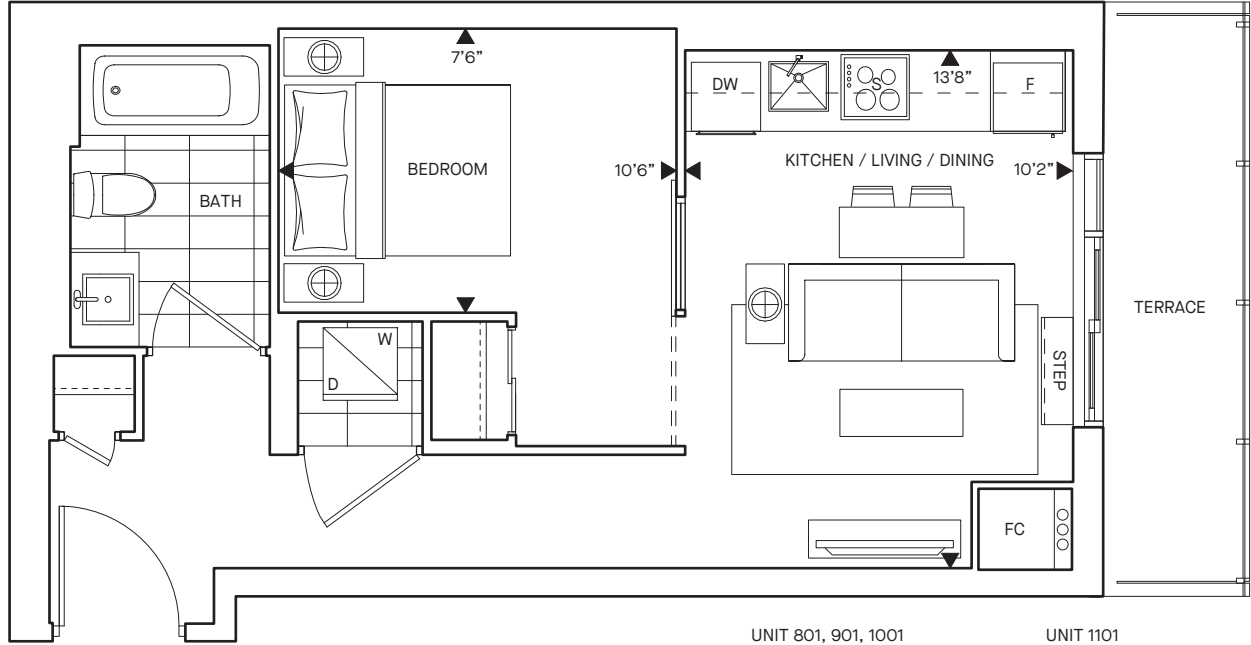 7’6”
DW
S
13’8”
F
BEDROOM
10’6”
KITCHEN / LIVING / DINING
10’2”
BATH
TERRACE
W
D
STEP
FC
UNIT 801, 901, 1001
UNIT 1101